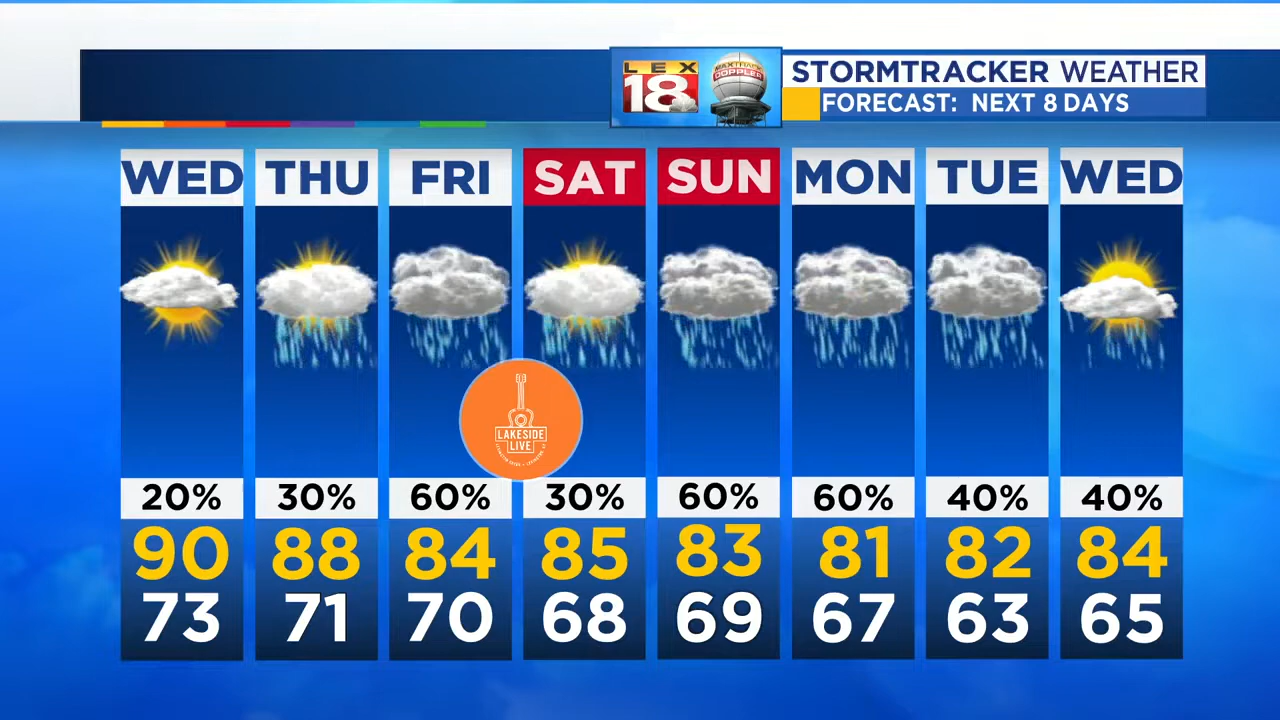 LEX
18
MAXTRACK
DOPPLER
STORMTRACKER WEATHER
FORECAST: NEXT 8 DAYS
WED THU FRI SAT SUN MON TUE WED
LAKESIDE
LIVE
20% 30% 60% 30% 60% 60% 40% 40%
90 88 84 85 83 81 82 84
73 71 70 68 69 67 63 65